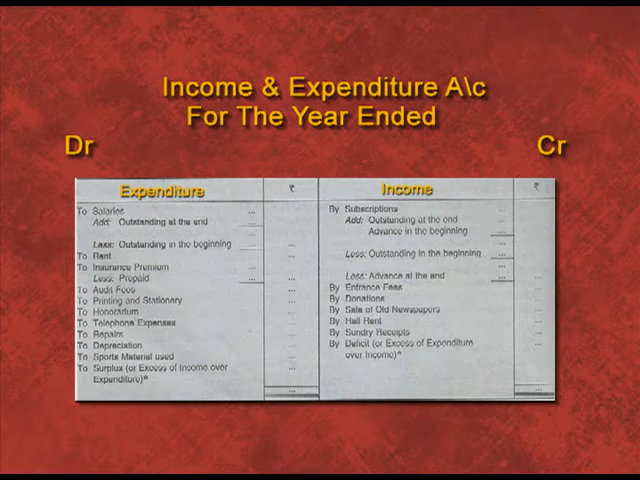 Income & Expenditure A\c
For The Year Ended
Dr
Cr
Expenditure
₹
To Salaries ...
Add: Outstanding at the end ...
...
Less: Outstanding in the beginning ... ...
To Rent ...
To Insurance Premium ...
Less: Prepaid ... ...
To Audit Fees ...
To Printing and Stationery ...
To Honorarium ...
To Telephone Expenses ...
To Repairs ...
To Depreciation ...
To Sports Material used ...
To Surplus (or Excess of Income over ...
Expenditure)*
...
Income
₹
By Subscriptions ...
Add: Outstanding at the end ...
Advance in the beginning ...
...
Less: Outstanding in the beginning ...
...
Less: Advance at the end ... ...
By Entrance Fees ...
By Donations ...
By Sale of Old Newspapers ...
By Hall Rent ...
By Sundry Receipts ...
By Deficit (or Excess of Expenditure ...
over Income)*
...